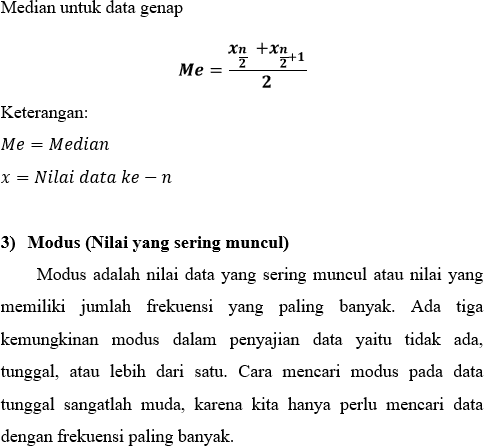 Median untuk data genap
Me = (x_{n/2} + x_{n/2+1}) / 2
Keterangan:
Me = Median
x = Nilai data ke − n
3) Modus (Nilai yang sering muncul)
Modus adalah nilai data yang sering muncul atau nilai yang
memiliki jumlah frekuensi yang paling banyak. Ada tiga
kemungkinan modus dalam penyajian data yaitu tidak ada,
tunggal, atau lebih dari satu. Cara mencari modus pada data
tunggal sangatlah muda, karena kita hanya perlu mencari data
dengan frekuensi paling banyak.